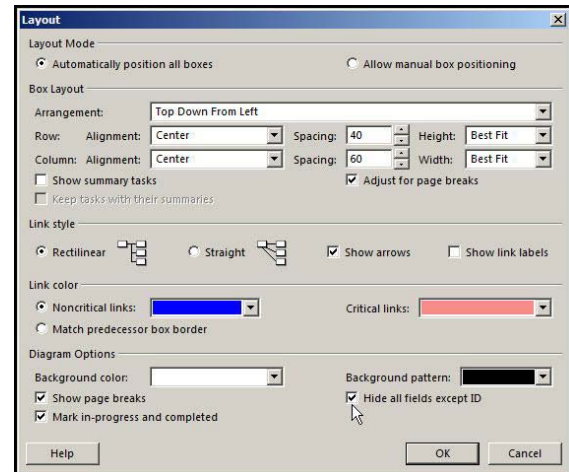 Layout
Layout Mode
Automatically position all boxes Allow manual box positioning
Box Layout
Arrangement: Top Down From Left
Row: Alignment: Center Spacing: 40 Height: Best Fit
Column: Alignment: Center Spacing: 60 Width: Best Fit
Show summary tasks Adjust for page breaks
Keep tasks with their summaries
Link style
Rectilinear Straight Show arrows Show link labels
Link color
Noncritical links: Critical links:
Match predecessor box border
Diagram Options
Background color: Background pattern:
Show page breaks Hide all fields except ID
Mark in-progress and completed
Help OK Cancel